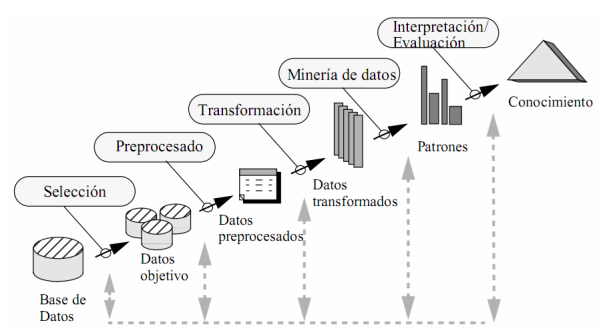 Interpretación/
Evaluación
Minería de datos
Conocimiento
Transformación
Patrones
Preprocesado
Datos
transformados
Selección
Datos
preprocesados
Datos
objetivo
Base de
Datos